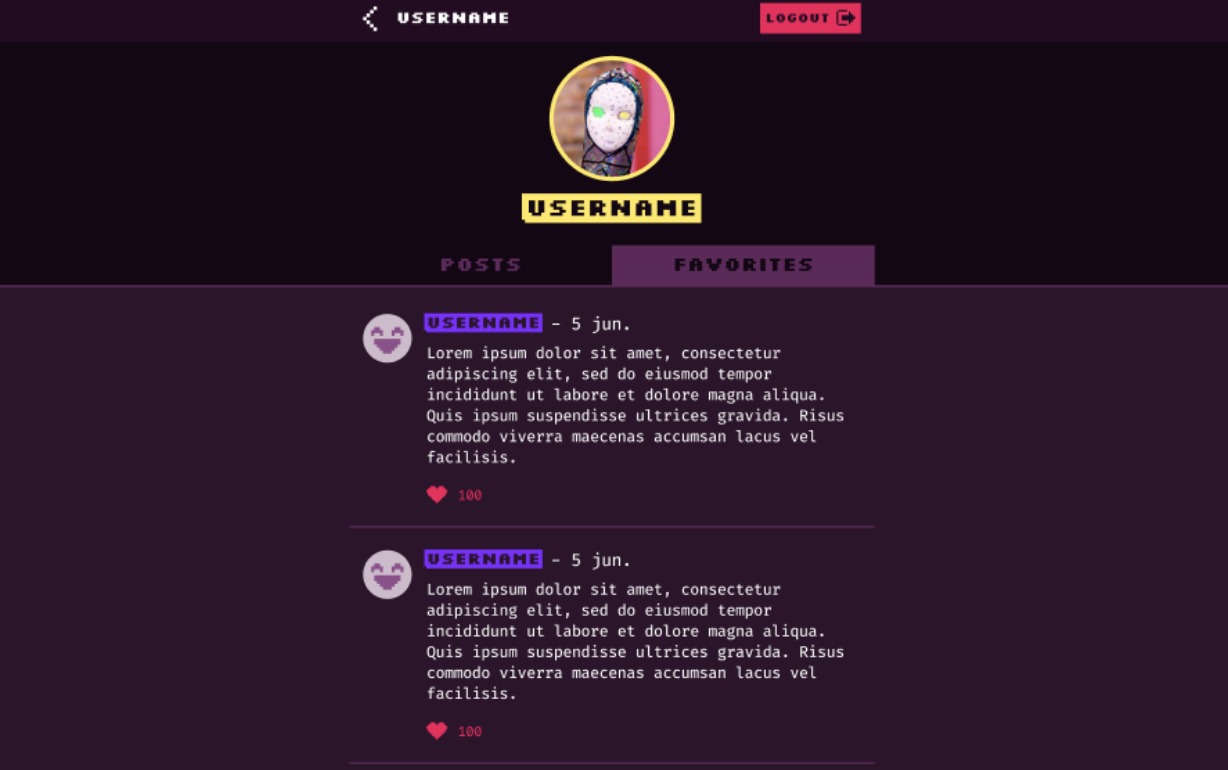 USERNAME
LOGOUT
USERNAME
POSTS
FAVORITES
USERNAME - 5 jun.
Lorem ipsum dolor sit amet, consectetur
adipiscing elit, sed do eiusmod tempor
incididunt ut labore et dolore magna aliqua.
Quis ipsum suspendisse ultrices gravida. Risus
commodo viverra maecenas accumsan lacus vel
facilisis.
100
USERNAME - 5 jun.
Lorem ipsum dolor sit amet, consectetur
adipiscing elit, sed do eiusmod tempor
incididunt ut labore et dolore magna aliqua.
Quis ipsum suspendisse ultrices gravida. Risus
commodo viverra maecenas accumsan lacus vel
facilisis.
100